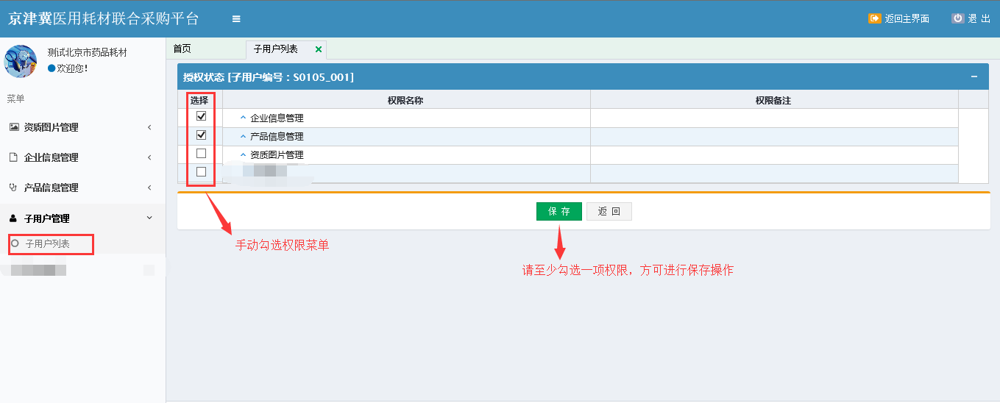 京津冀医用耗材联合采购平台
返回主界面
退 出
测试北京市药品耗材
欢迎您!
首页
子用户列表
菜单
资质图片管理
企业信息管理
产品信息管理
子用户管理
子用户列表
授权状态 [子用户编号：S0105_001]
选择
权限名称
权限备注
企业信息管理
产品信息管理
资质图片管理
保 存
返 回
手动勾选权限菜单
请至少勾选一项权限，方可进行保存操作